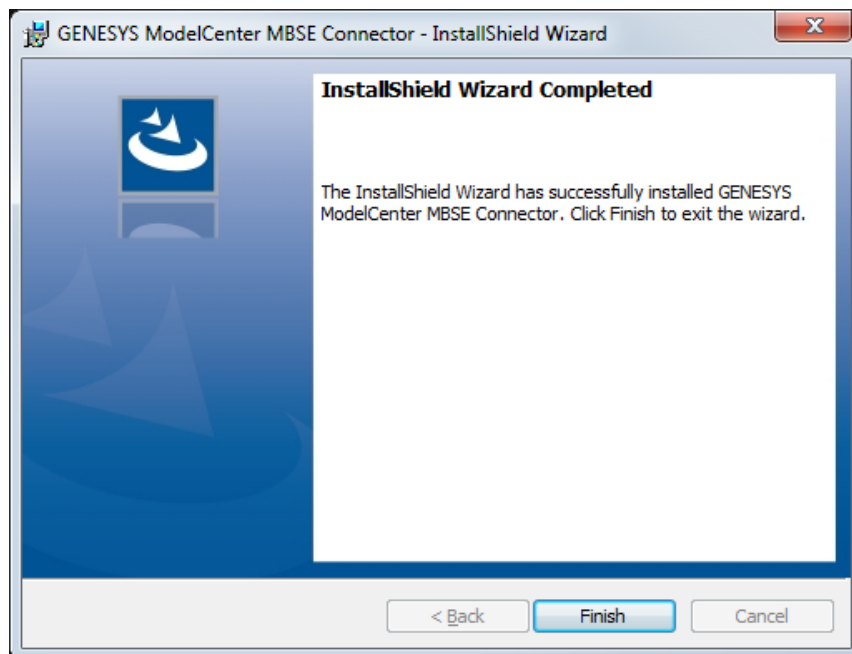 GENESYS ModelCenter MBSE Connector - InstallShield Wizard
InstallShield Wizard Completed
The InstallShield Wizard has successfully installed GENESYS
ModelCenter MBSE Connector. Click Finish to exit the wizard.
< Back
Finish
Cancel